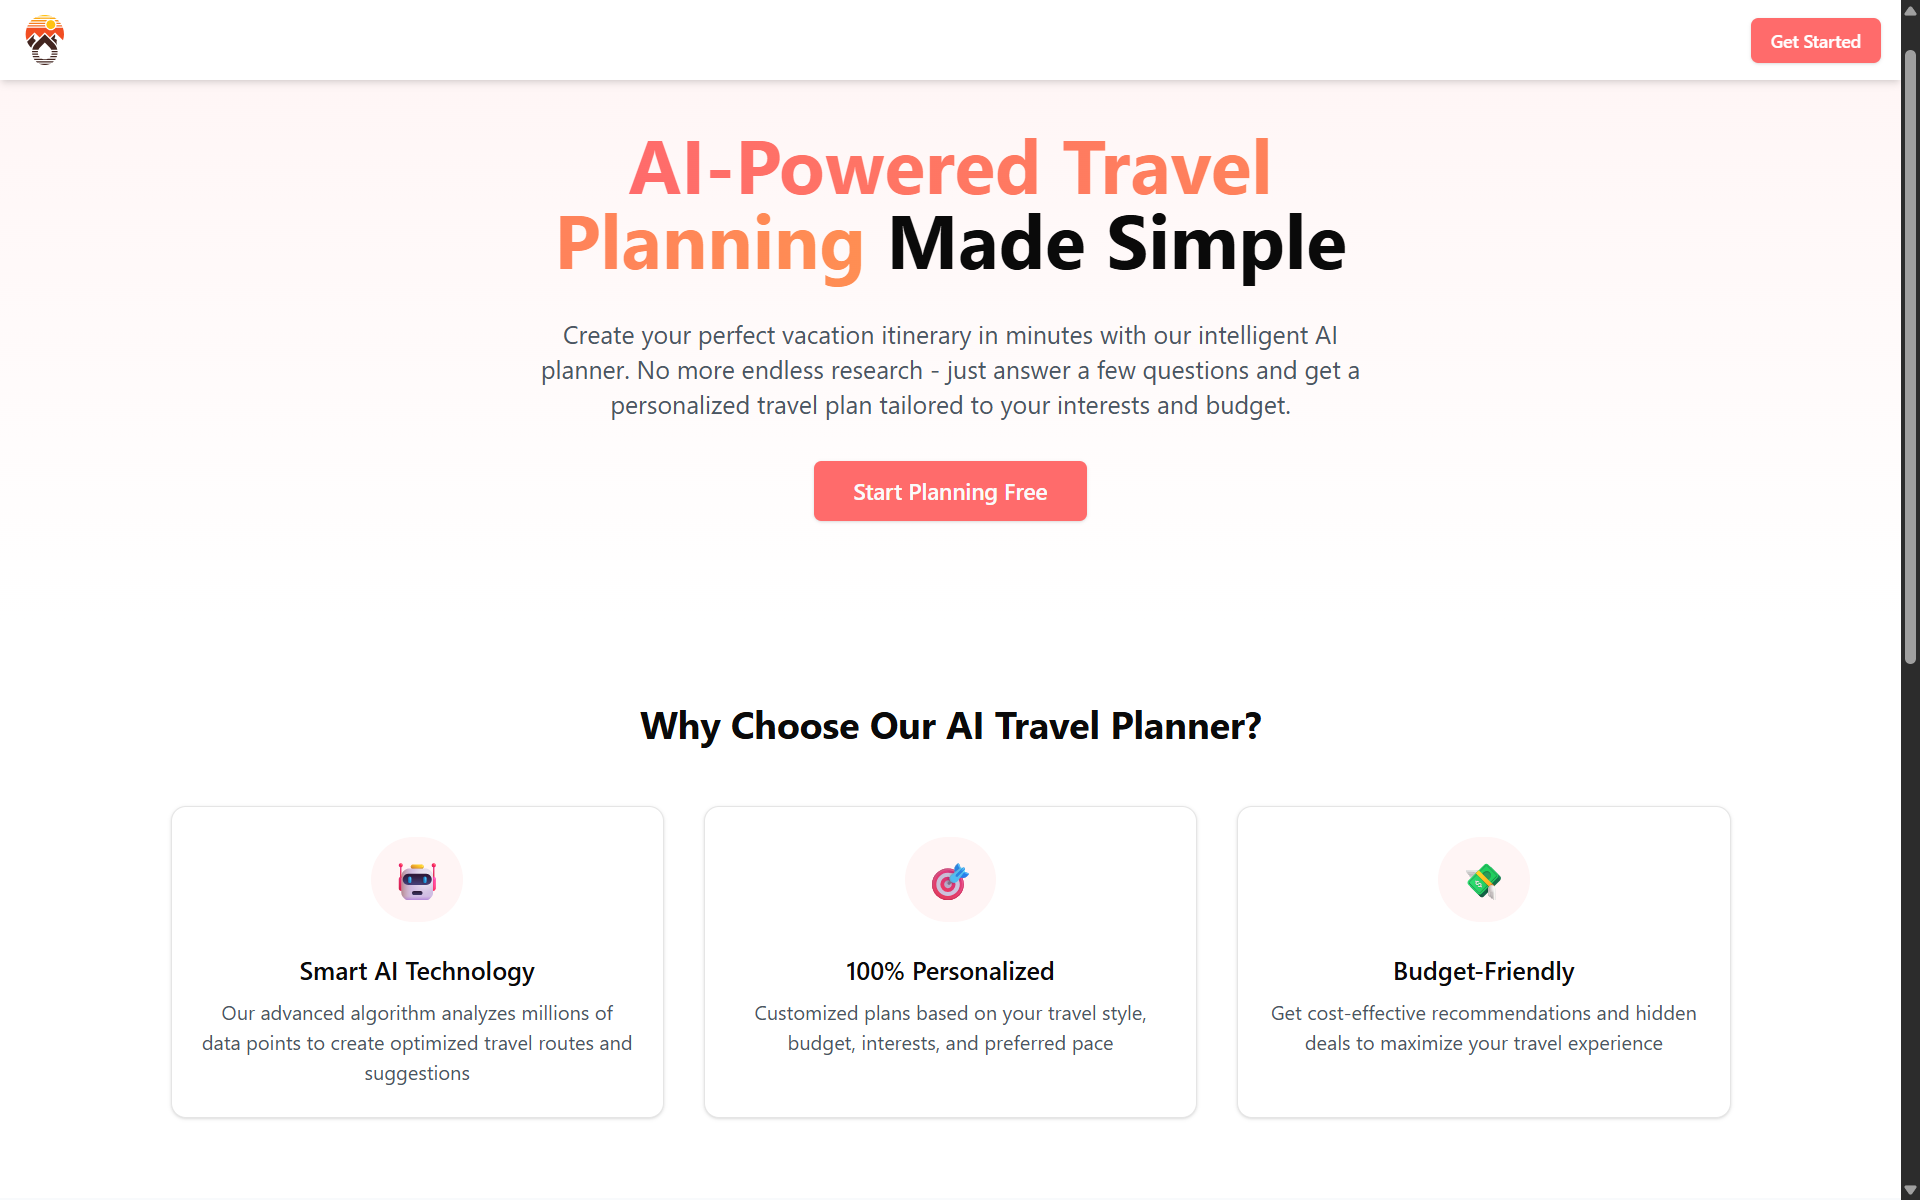 Get Started
AI-Powered Travel
Planning Made Simple
Create your perfect vacation itinerary in minutes with our intelligent AI
planner. No more endless research - just answer a few questions and get a
personalized travel plan tailored to your interests and budget.
Start Planning Free
Why Choose Our AI Travel Planner?
Smart AI Technology
Our advanced algorithm analyzes millions of
data points to create optimized travel routes and
suggestions
100% Personalized
Customized plans based on your travel style,
budget, interests, and preferred pace
Budget-Friendly
Get cost-effective recommendations and hidden
deals to maximize your travel experience